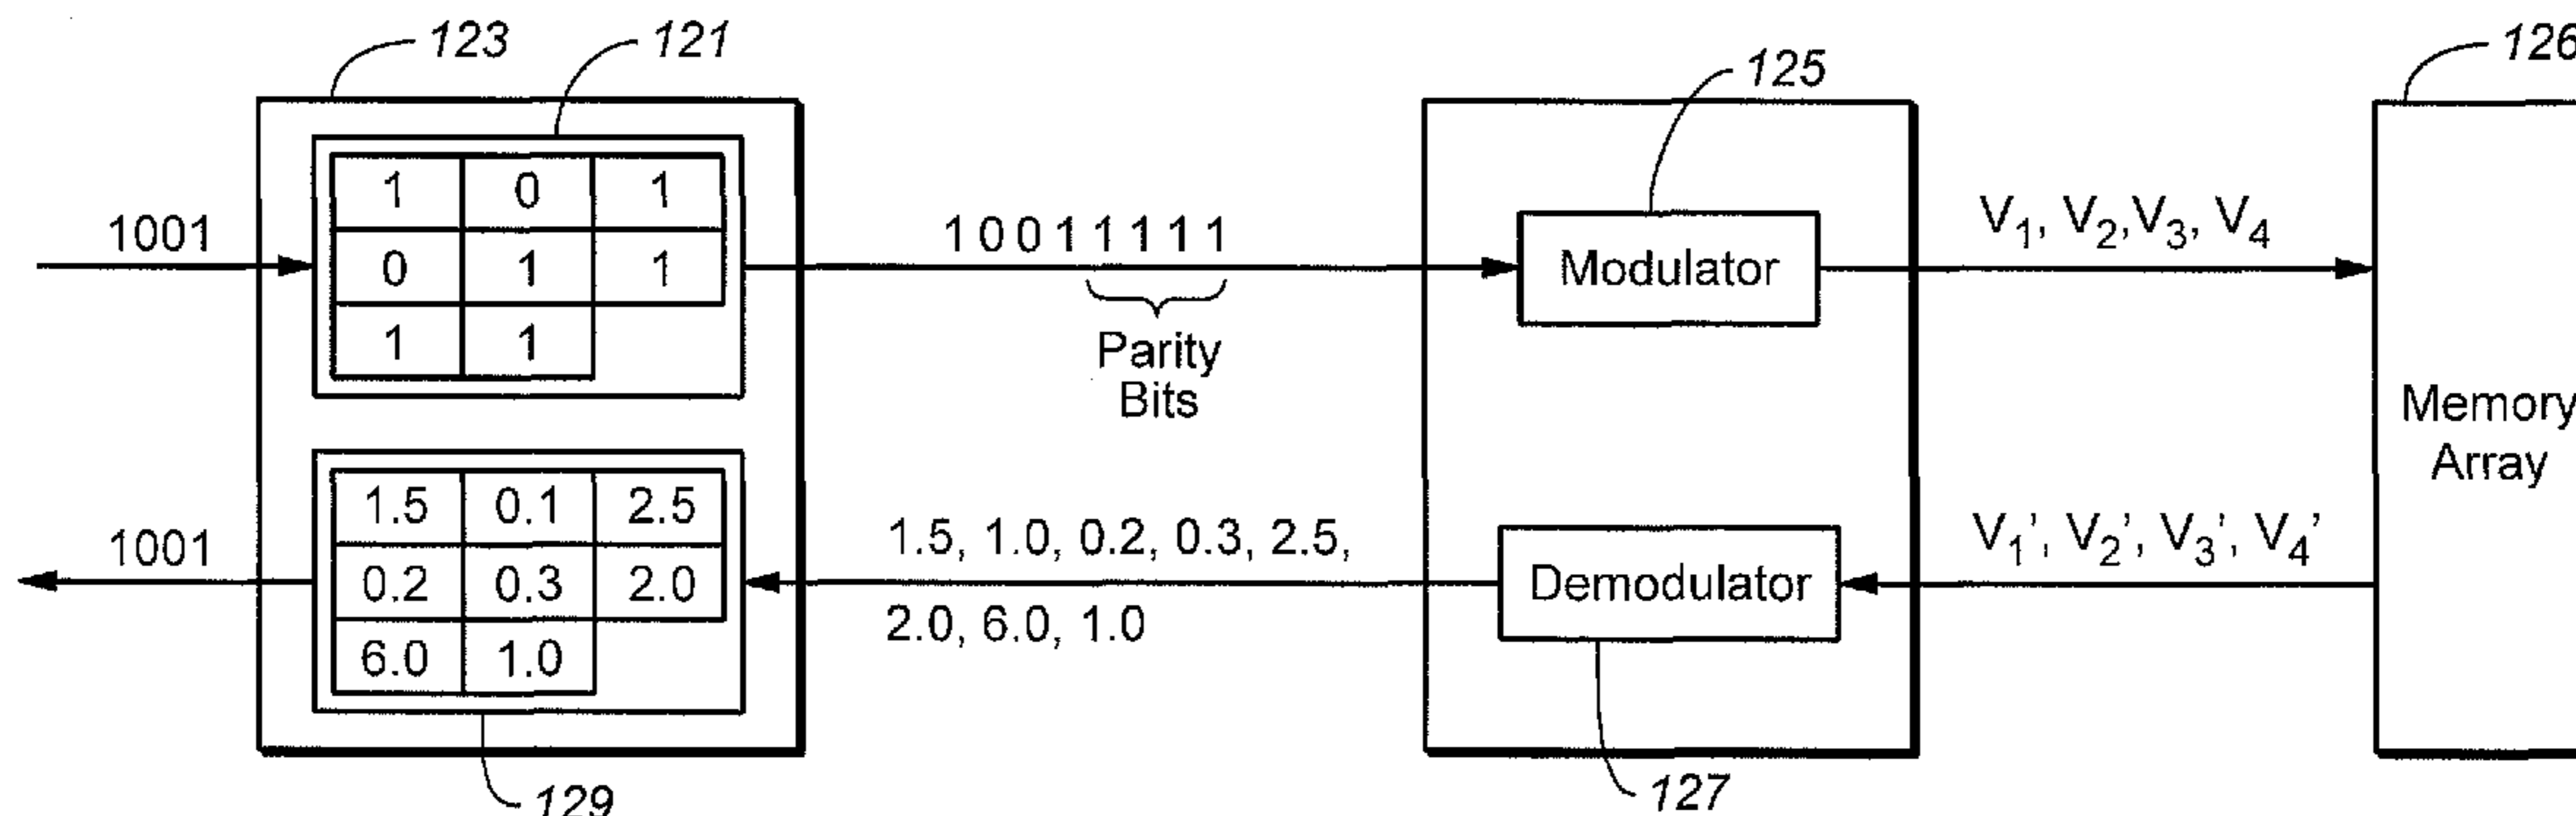 123
121
125
126
1 0 1
0 1 1
1 1
1001
1 0 0 1 1 1 1 1
Parity
Bits
Modulator
V1, V2, V3, V4
Memory
Array
1.5 0.1 2.5
0.2 0.3 2.0
6.0 1.0
1001
1.5, 1.0, 0.2, 0.3, 2.5,
2.0, 6.0, 1.0
Demodulator
V1', V2', V3', V4'
129
127